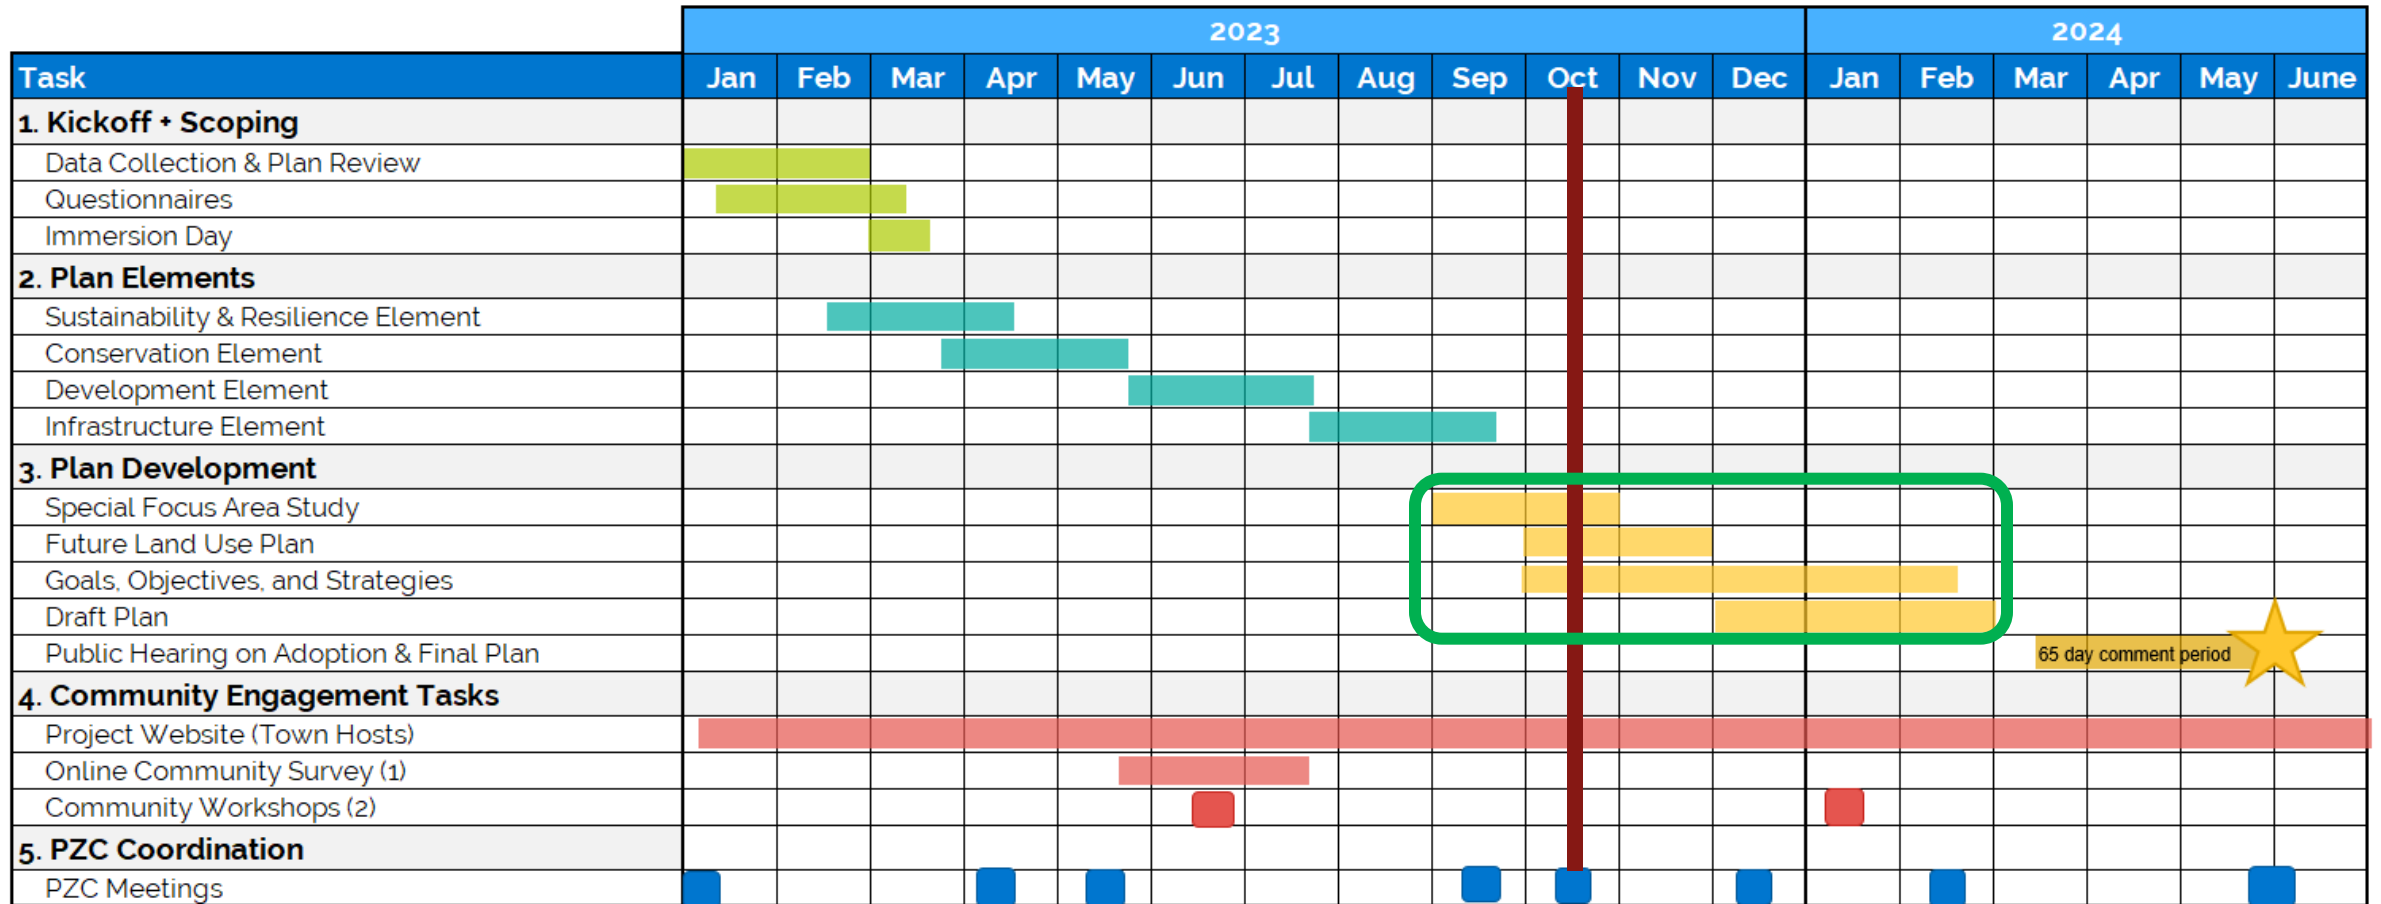 2023 2024
Task Jan Feb Mar Apr May Jun Jul Aug Sep Oct Nov Dec Jan Feb Mar Apr May June
1. Kickoff + Scoping
Data Collection & Plan Review
Questionnaires
Immersion Day
2. Plan Elements
Sustainability & Resilience Element
Conservation Element
Development Element
Infrastructure Element
3. Plan Development
Special Focus Area Study
Future Land Use Plan
Goals, Objectives, and Strategies
Draft Plan
Public Hearing on Adoption & Final Plan 65 day comment period
4. Community Engagement Tasks
Project Website (Town Hosts)
Online Community Survey (1)
Community Workshops (2)
5. PZC Coordination
PZC Meetings